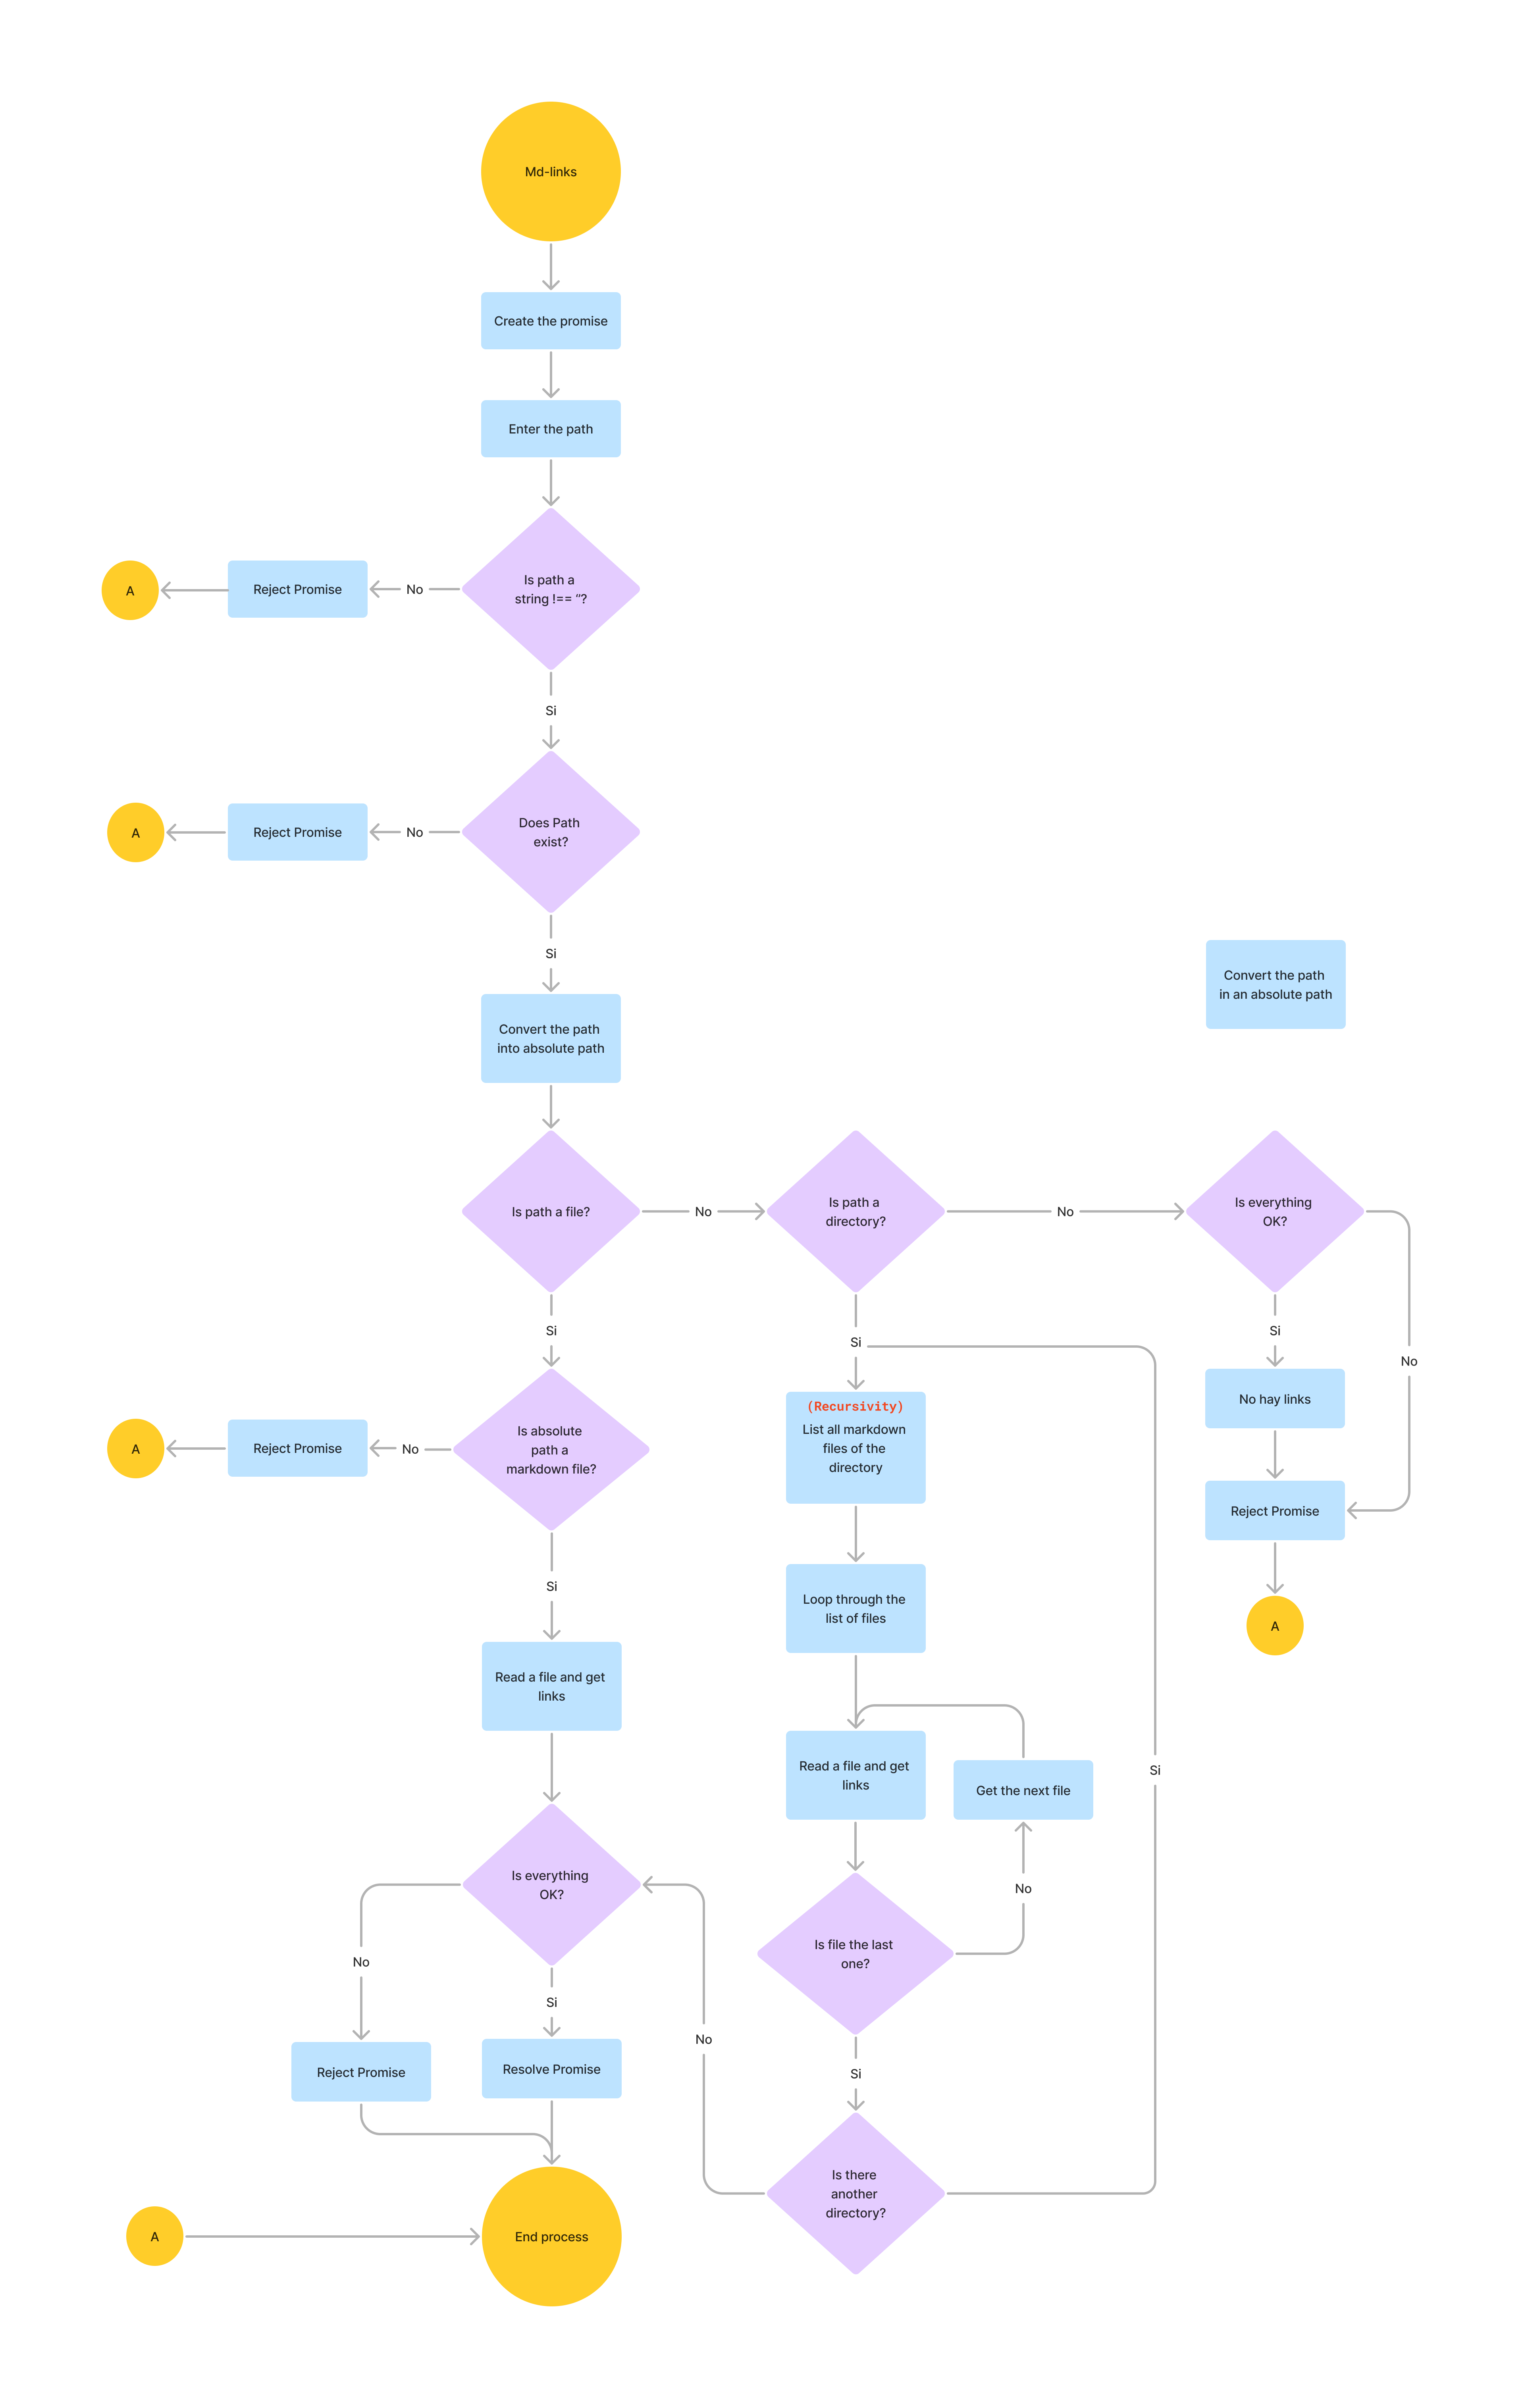 Md-links
Create the promise
Enter the path
Is path a
string !== “?
No
Reject Promise
A
Si
Does Path
exist?
No
Reject Promise
A
Si
Convert the path
into absolute path
Convert the path
in an absolute path
Is path a file?
No
Is path a
directory?
No
Is everything
OK?
Si
No hay links
No
Reject Promise
A
Si
Is absolute
path a
markdown file?
No
Reject Promise
A
Si
Read a file and get
links
Si
(Recursivity)
List all markdown
files of the
directory
Loop through the
list of files
Read a file and get
links
Get the next file
No
Is file the last
one?
Si
Is there
another
directory?
Si
No
Is everything
OK?
No
Reject Promise
Si
Resolve Promise
A
End process